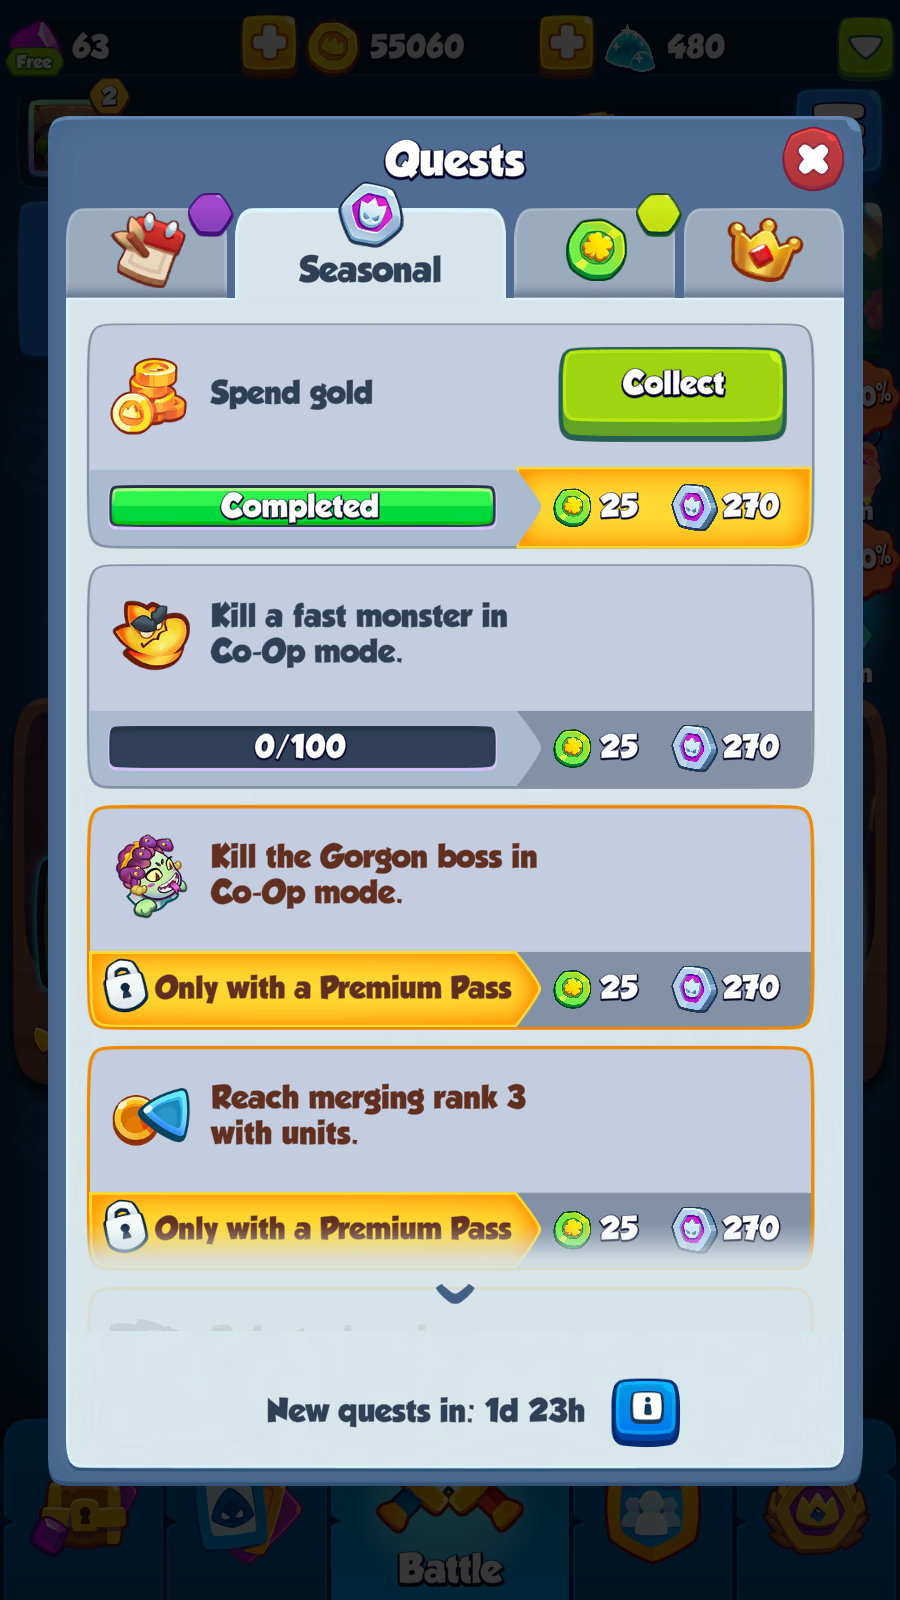 Free 63 55060 480
2
Quests
Seasonal
Spend gold
Collect
Completed 25 270
Kill a fast monster in
Co-Op mode.
0/100 25 270
Kill the Gorgon boss in
Co-Op mode.
Only with a Premium Pass 25 270
Reach merging rank 3
with units.
Only with a Premium Pass 25 270
New quests in: 1d 23h
Battle